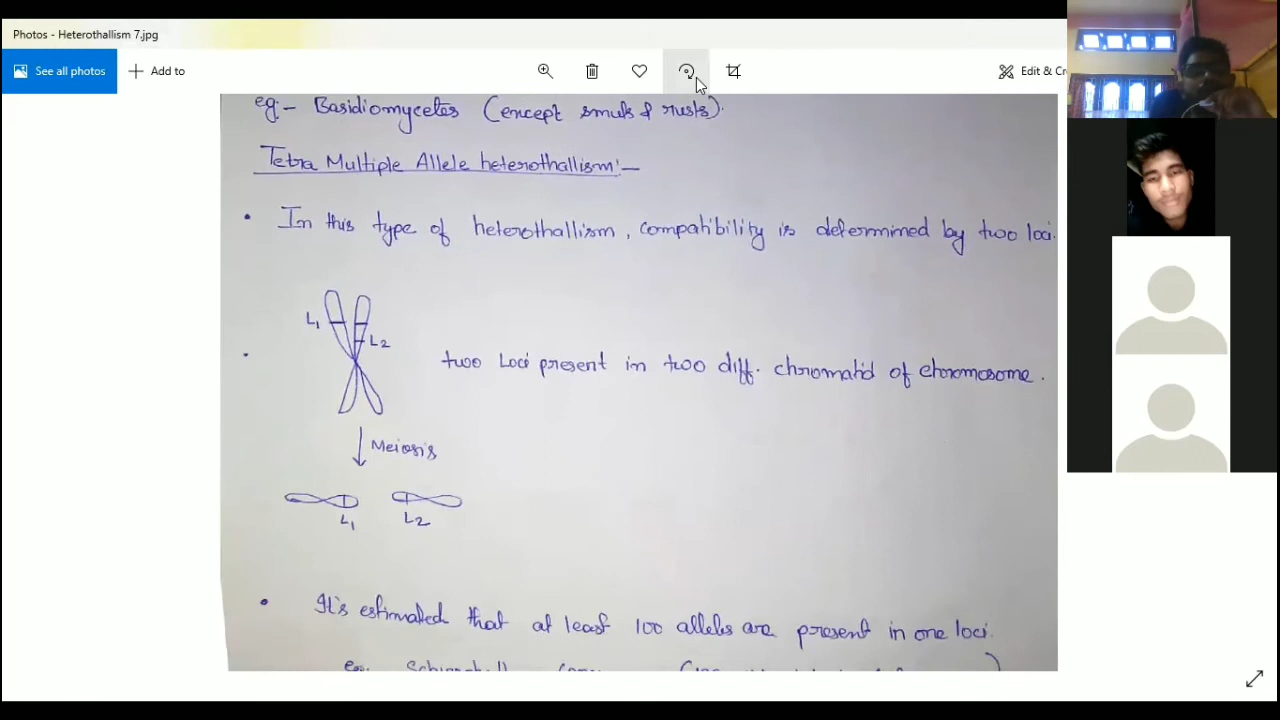 Photos - Heterothallism 7.jpg
See all photos
Add to
Edit & Cr
eg:- Basidiomycetes (encept smuts & rusts).
Tetra Multiple Allele heterothallism:-
• In this type of heterothallism, compatibility is determined by two loci.
L1
L2
• two Loci present in two diff. chromatid of chromosome.
Meiosis
L1 L2
• It's estimated that at least 100 alleles are present in one loci.